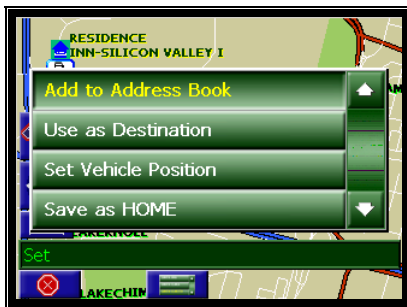 RESIDENCE
INN-SILICON VALLEY I
Add to Address Book
Use as Destination
Set Vehicle Position
Save as HOME
Set